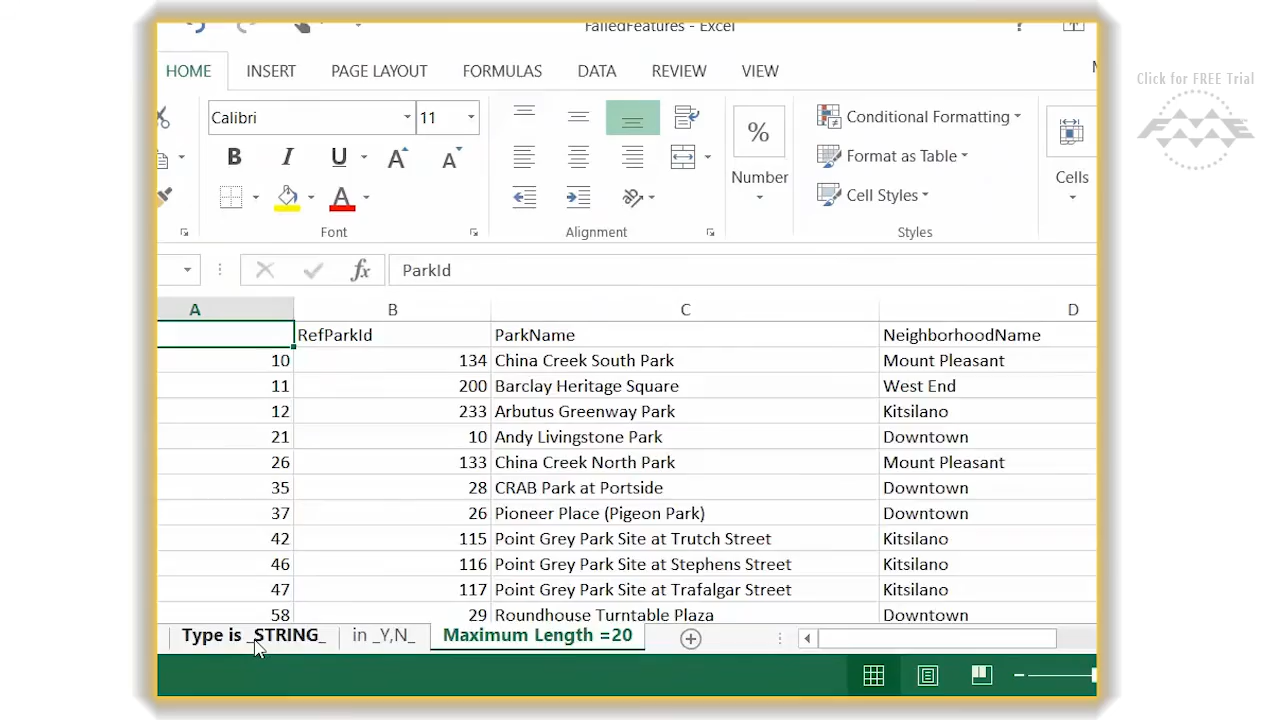 FailedFeatures - Excel
?
Click for FREE Trial
FME
HOME INSERT PAGE LAYOUT FORMULAS DATA REVIEW VIEW
Calibri 11
B I U A A
A
Font
Alignment
%
Number
Conditional Formatting
Format as Table
Cell Styles
Styles
Cells
fx ParkId
A B C D
RefParkId ParkName NeighborhoodName
10 134 China Creek South Park Mount Pleasant
11 200 Barclay Heritage Square West End
12 233 Arbutus Greenway Park Kitsilano
21 10 Andy Livingstone Park Downtown
26 133 China Creek North Park Mount Pleasant
35 28 CRAB Park at Portside Downtown
37 26 Pioneer Place (Pigeon Park) Downtown
42 115 Point Grey Park Site at Trutch Street Kitsilano
46 116 Point Grey Park Site at Stephens Street Kitsilano
47 117 Point Grey Park Site at Trafalgar Street Kitsilano
58 29 Roundhouse Turntable Plaza Downtown
Type is _STRING_ in _Y,N_ Maximum Length =20